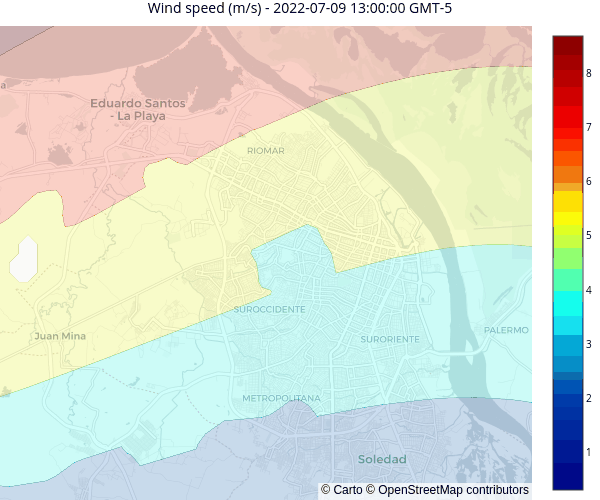 Wind speed (m/s) - 2022-07-09 13:00:00 GMT-5
a
Eduardo Santos
- La Playa
RIOMAR
SUROCCIDENTE
Juan Mina
SURORIENTE
PALERMO
METROPOLITANA
Soledad
© Carto © OpenStreetMap contributors
8
7
6
5
4
3
2
1